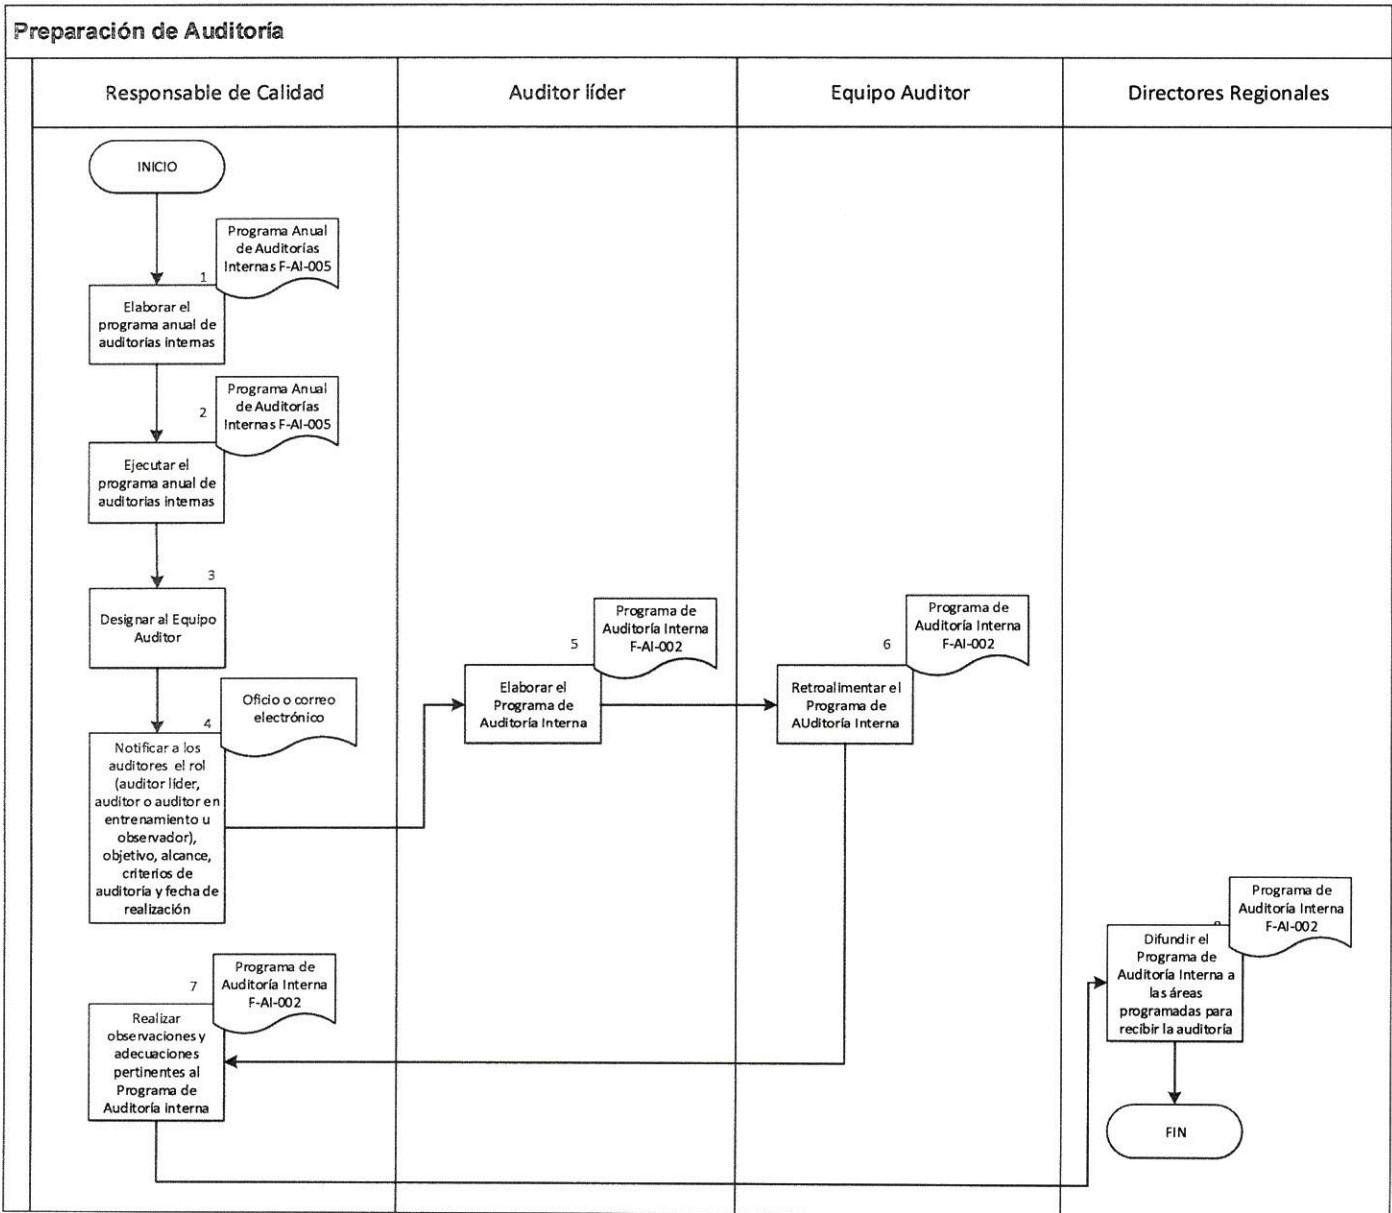 Preparación de Auditoría
Responsable de Calidad
Auditor líder
Equipo Auditor
Directores Regionales
INICIO
Programa Anual
de Auditorías
Internas F-AI-005
1
Elaborar el
programa anual de
auditorias internas
Programa Anual
de Auditorías
Internas F-AI-005
2
Ejecutar el
programa anual de
auditorias internas
3
Designar al Equipo
Auditor
Oficio o correo
electrónico
4
Notificar a los
auditores el rol
(auditor líder,
auditor o auditor en
entrenamiento u
observador),
objetivo, alcance,
criterios de
auditoría y fecha de
realización
Programa de
Auditoría Interna
F-AI-002
5
Elaborar el
Programa de
Auditoría Interna
Programa de
Auditoría Interna
F-AI-002
6
Retroalimentar el
Programa de
AUditoría Interna
Programa de
Auditoría Interna
F-AI-002
7
Realizar
observaciones y
adecuaciones
pertinentes al
Programa de
Auditoría interna
Programa de
Auditoría Interna
F-AI-002
Difundir el
Programa de
Auditoría Interna a
las áreas
programadas para
recibir la auditoría
FIN